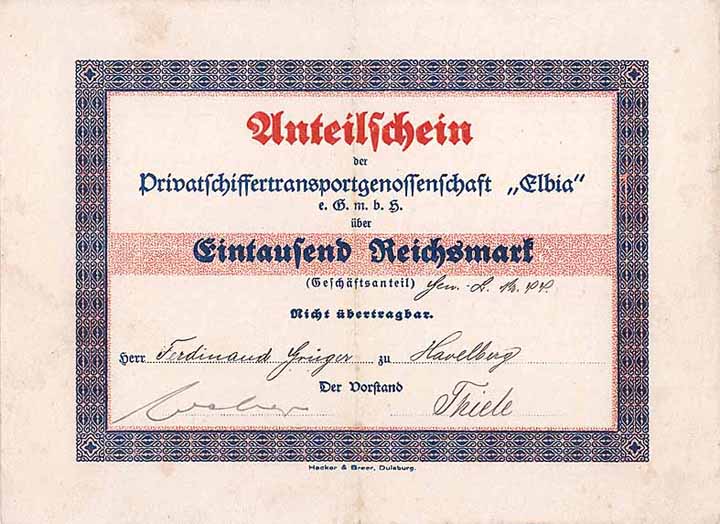 Anteilschein
der
Privatschiffertransportgenossenschaft „Elbia“
e. G. m. b. H.
über
Eintausend Reichsmark
(Geschäftsanteil)
Nicht übertragbar.
Herr Ferdinand Grieger zu Havelberg
Der Vorstand
Thiele
Hacker & Breer, Duisburg.